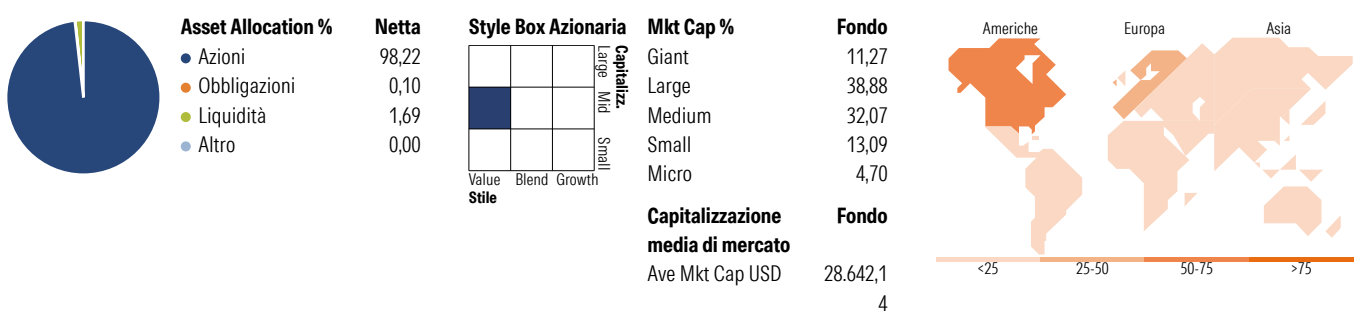 Asset Allocation % Netta
Azioni 98,22
Obbligazioni 0,10
Liquidità 1,69
Altro 0,00
Style Box Azionaria
Capitalizz.
Large Mid Small
Value Blend Growth
Stile
Mkt Cap % Fondo
Giant 11,27
Large 38,88
Medium 32,07
Small 13,09
Micro 4,70
Capitalizzazione Fondo
media di mercato
Ave Mkt Cap USD 28.642,1
4
Americhe Europa Asia
<25 25-50 50-75 >75